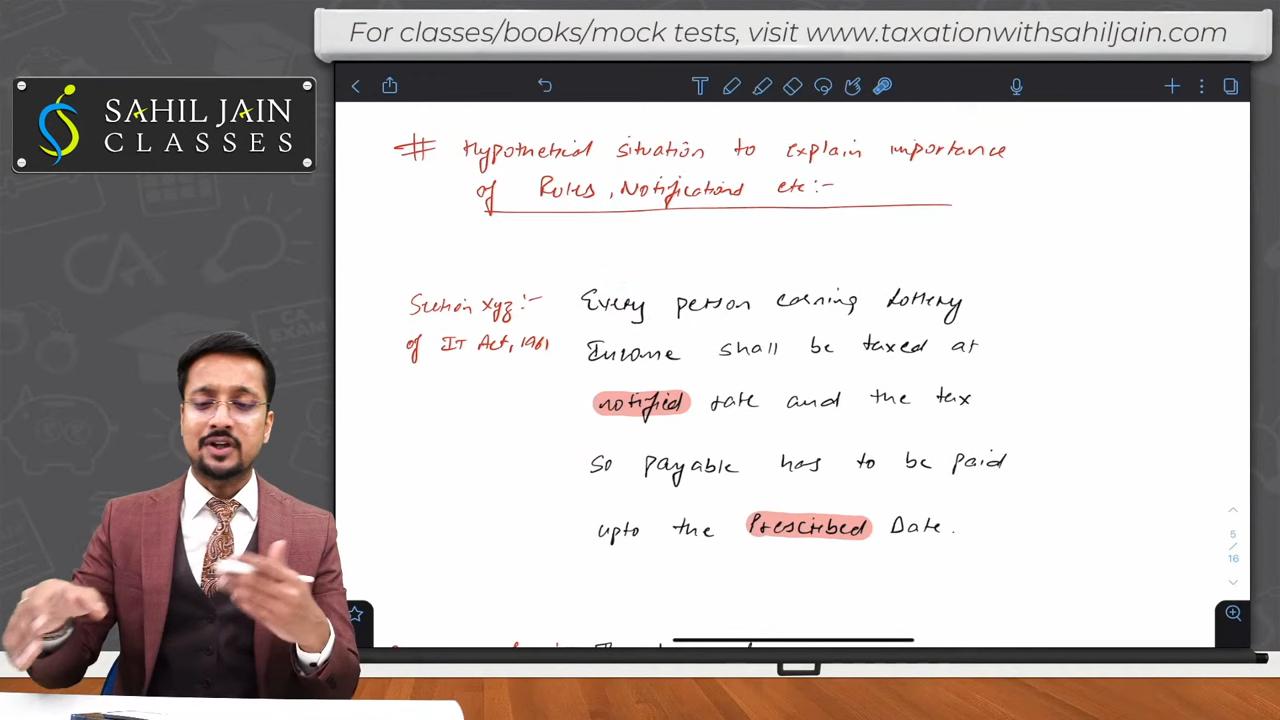 For classes/books/mock tests, visit www.taxationwithsahiljain.com
SAHIL JAIN
CLASSES
# Hypothetical situation to explain importance
of Rules, Notifications etc:-
Section xyz:- Every person earning Lottery
of IT Act, 1961 Income shall be taxed at
notified rate and the tax
so payable has to be paid
upto the Prescribed Date.
5
16